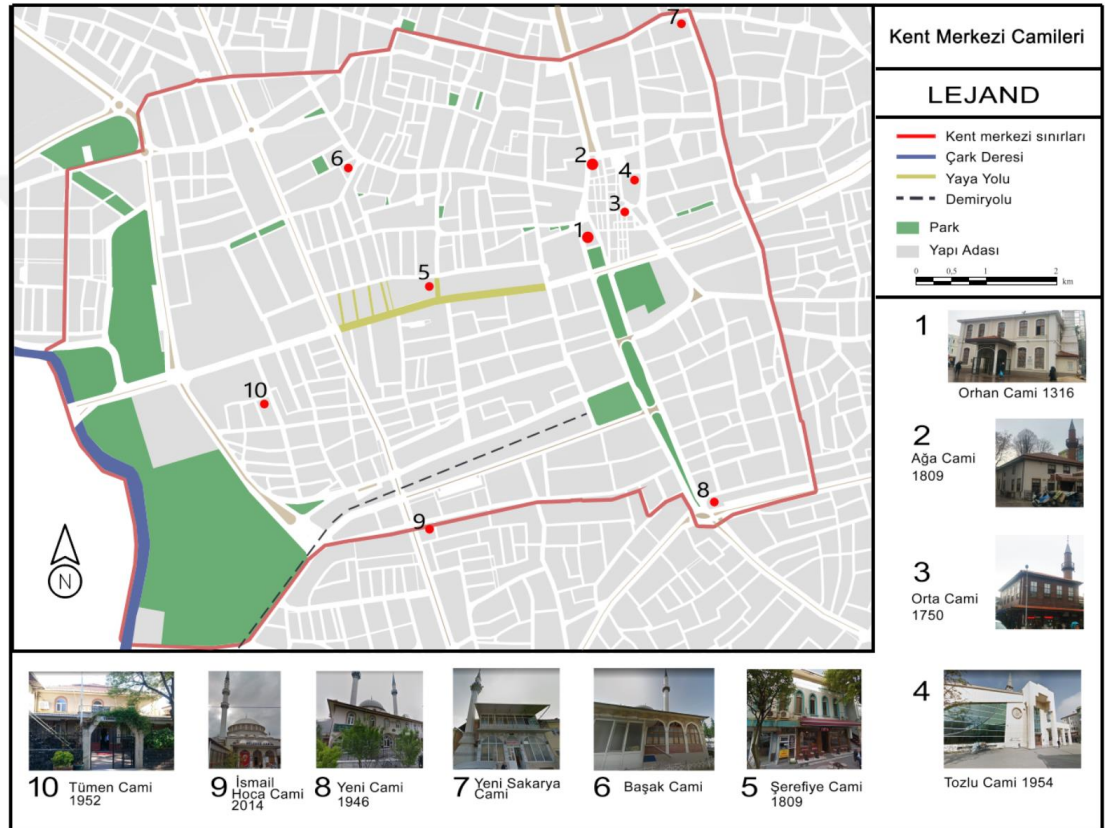 Kent Merkezi Camileri
LEJAND
Kent merkezi sınırları
Çark Deresi
Yaya Yolu
Demiryolu
Park
Yapı Adası
0 0,5 1 2
km
7
6
2
4
3
1
5
10
9
8
N
1
Orhan Cami 1316
2
Ağa Cami
1809
3
Orta Cami
1750
4
Tozlu Cami 1954
10 Tümen Cami
1952
9 İsmail
Hoca Cami
2014
8 Yeni Cami
1946
7 Yeni Sakarya
Cami
6 Başak Cami
5 Şerefiye Cami
1809